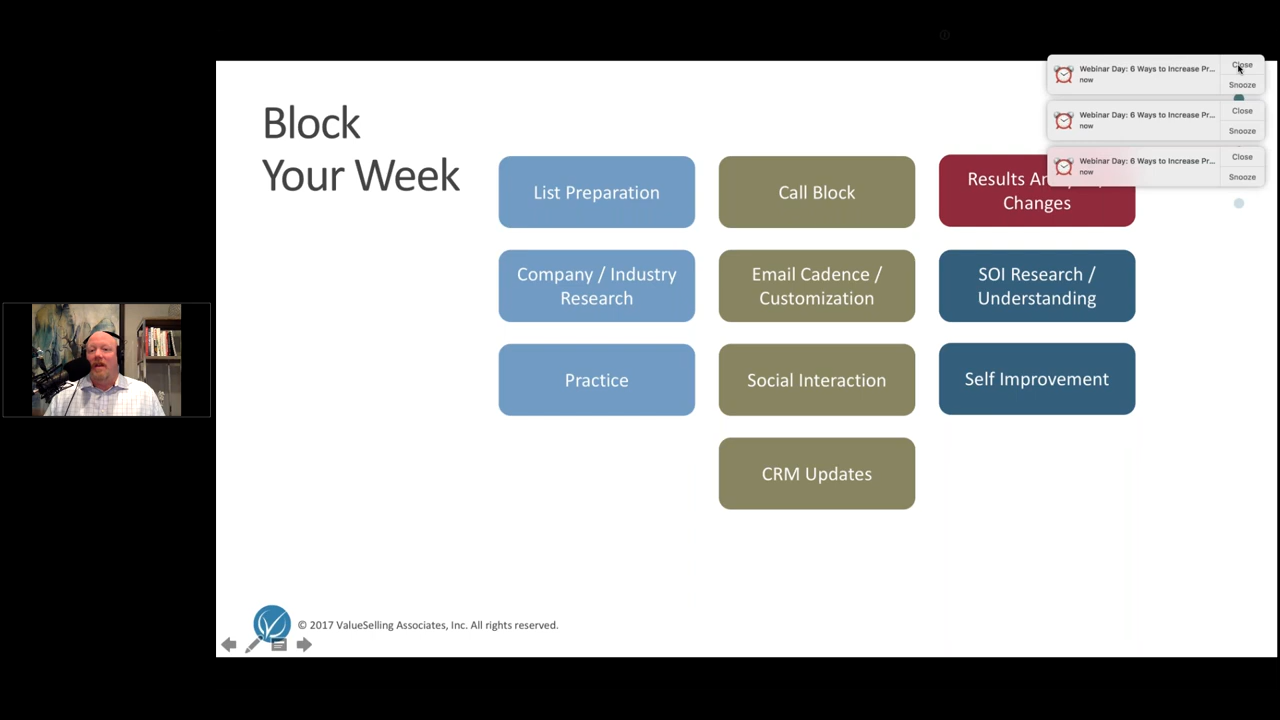 Block
Your Week
List Preparation
Call Block
Results
Changes
Company / Industry
Research
Email Cadence /
Customization
SOI Research /
Understanding
Practice
Social Interaction
Self Improvement
CRM Updates
© 2017 ValueSelling Associates, Inc. All rights reserved.
Webinar Day: 6 Ways to Increase Pr...
now
Close
Snooze
Webinar Day: 6 Ways to Increase Pr...
now
Close
Snooze
Webinar Day: 6 Ways to Increase Pr...
now
Close
Snooze